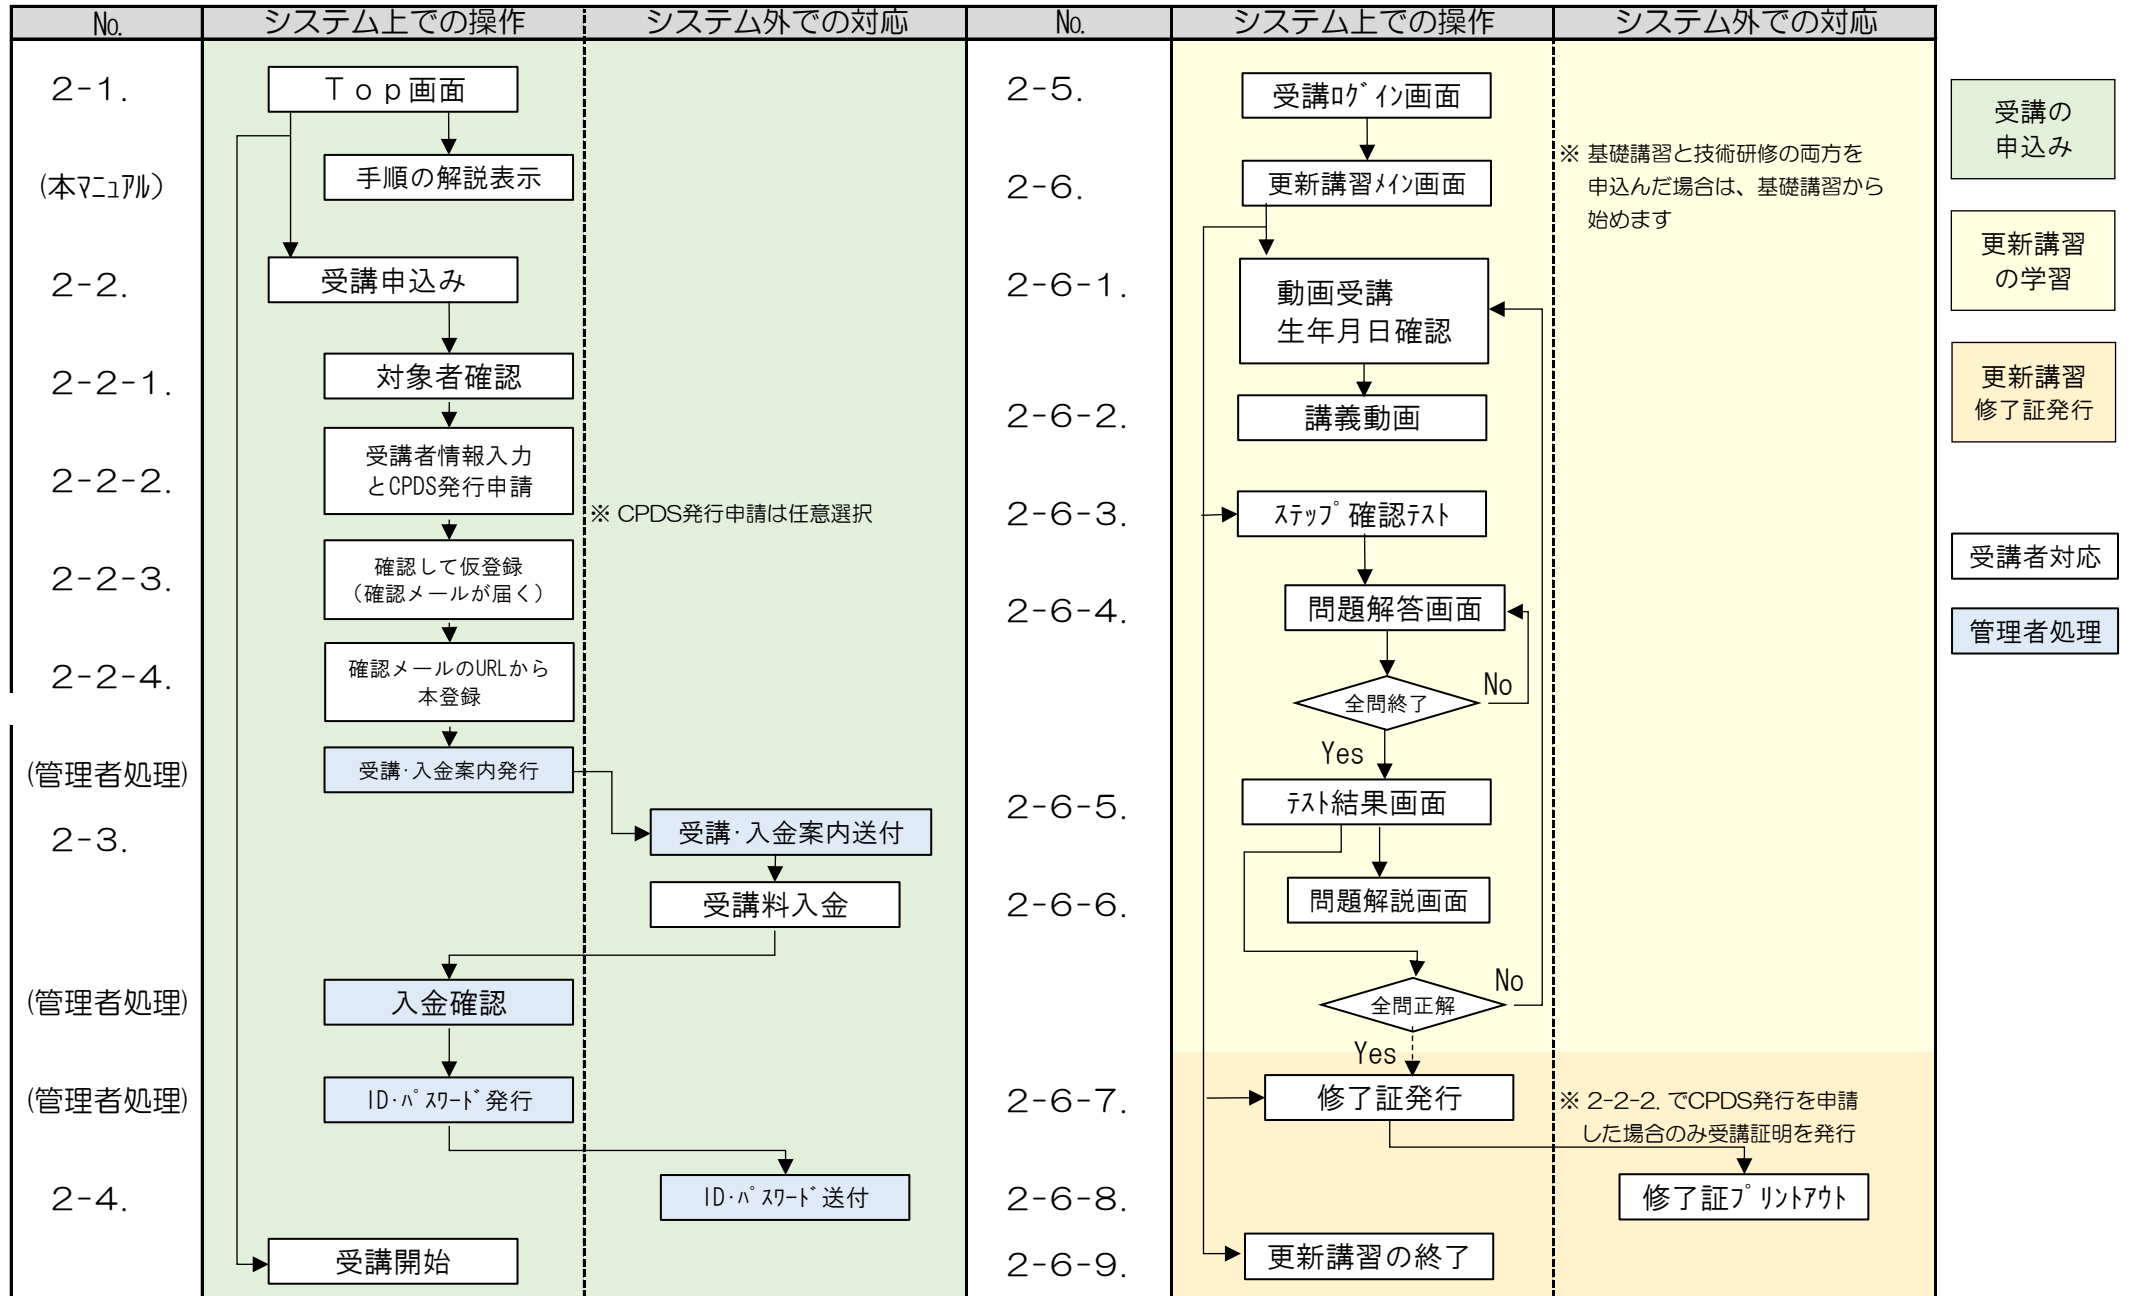 No.
システム上での操作
システム外での対応
2-1.
Top画面
(本ﾏﾆｭｱﾙ)
手順の解説表示
2-2.
受講申込み
2-2-1.
対象者確認
2-2-2.
受講者情報入力
とCPDS発行申請
※ CPDS発行申請は任意選択
2-2-3.
確認して仮登録
(確認メールが届く)
2-2-4.
確認メールのURLから
本登録
(管理者処理)
受講･入金案内発行
2-3.
受講･入金案内送付
受講料入金
(管理者処理)
入金確認
(管理者処理)
ID･ﾊﾟｽﾜｰﾄﾞ発行
2-4.
ID･ﾊﾟｽﾜｰﾄﾞ送付
受講開始
No.
システム上での操作
システム外での対応
2-5.
受講ﾛｸﾞｲﾝ画面
2-6.
更新講習ﾒｲﾝ画面
※ 基礎講習と技術研修の両方を
申込んだ場合は、基礎講習から
始めます
2-6-1.
動画受講
生年月日確認
2-6-2.
講義動画
2-6-3.
ｽﾃｯﾌﾟ確認ﾃｽﾄ
2-6-4.
問題解答画面
全問終了
No
Yes
2-6-5.
ﾃｽﾄ結果画面
2-6-6.
問題解説画面
全問正解
No
Yes
2-6-7.
修了証発行
※ 2-2-2. でCPDS発行を申請
した場合のみ受講証明を発行
2-6-8.
修了証ﾌﾟﾘﾝﾄｱｳﾄ
2-6-9.
更新講習の終了
受講の
申込み
更新講習
の学習
更新講習
修了証発行
受講者対応
管理者処理